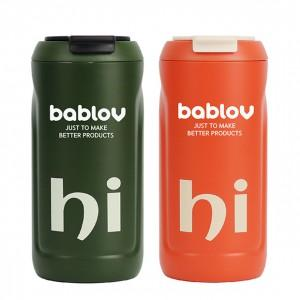 bablov
JUST TO MAKE
BETTER PRODUCTS
hi
bablov
JUST TO MAKE
BETTER PRODUCTS
hi